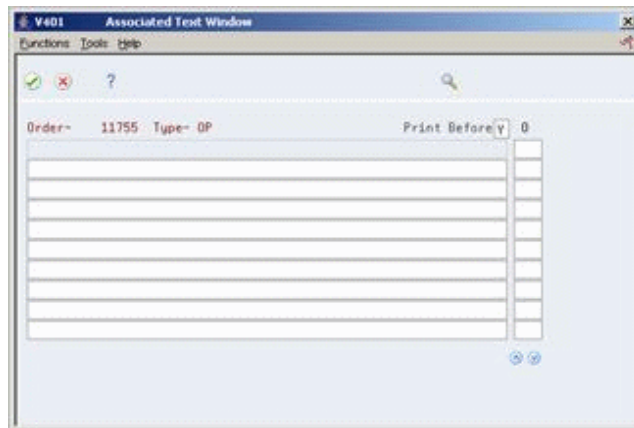 V401 Associated Text Window
Functions Tools Help
?
Order- 11755 Type- OP Print Before Y 0